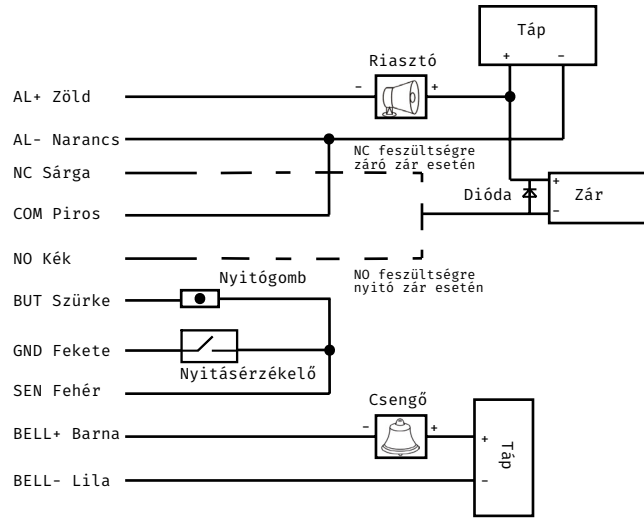 Táp
+ -
Riasztó
- +
AL+ Zöld
AL- Narancs
NC feszültségre
záró zár esetén
NC Sárga
Dióda
+
-
Zár
COM Piros
NO Kék
NO feszültségre
nyitó zár esetén
Nyitógomb
BUT Szürke
GND Fekete
Nyitásérzékelő
SEN Fehér
Csengő
- +
BELL+ Barna
+
-
Táp
BELL- Lila